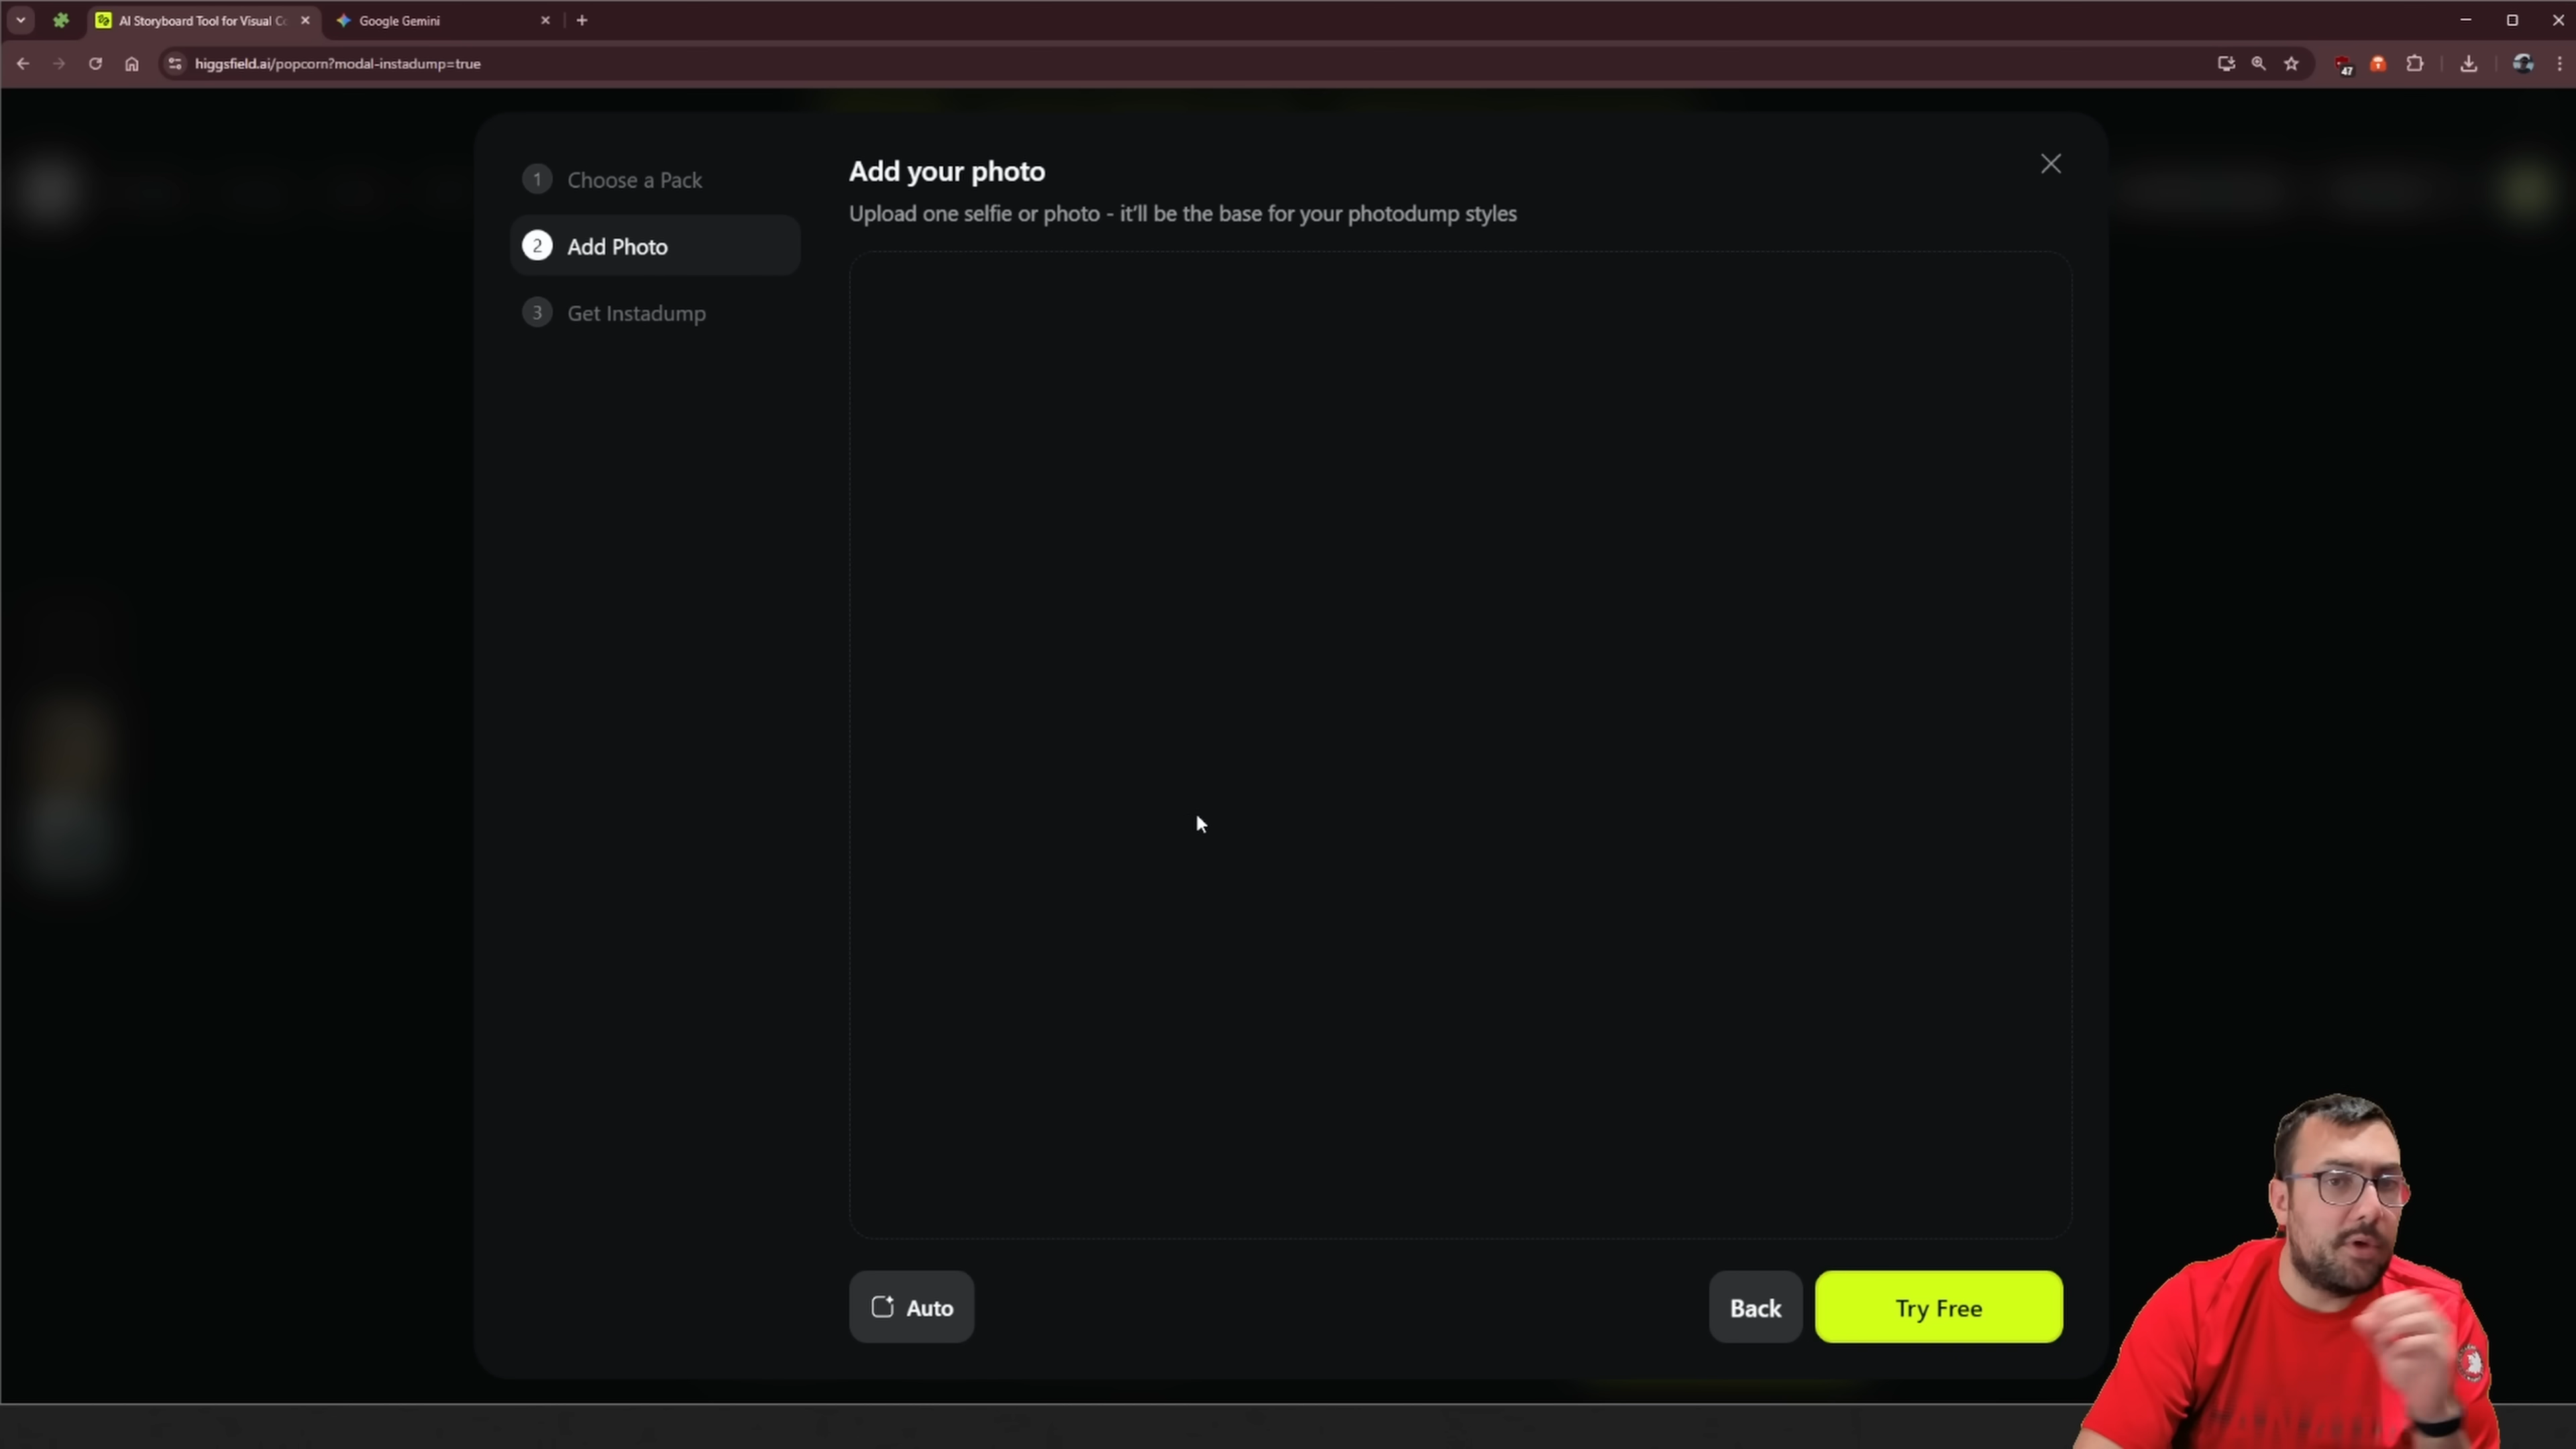 AI Storyboard Tool for Visual Co
Google Gemini
higgsfield.ai/popcorn?modal-instadump=true
47
1 Choose a Pack
2 Add Photo
3 Get Instadump
Add your photo
Upload one selfie or photo - it'll be the base for your photodump styles
Auto
Back
Try Free